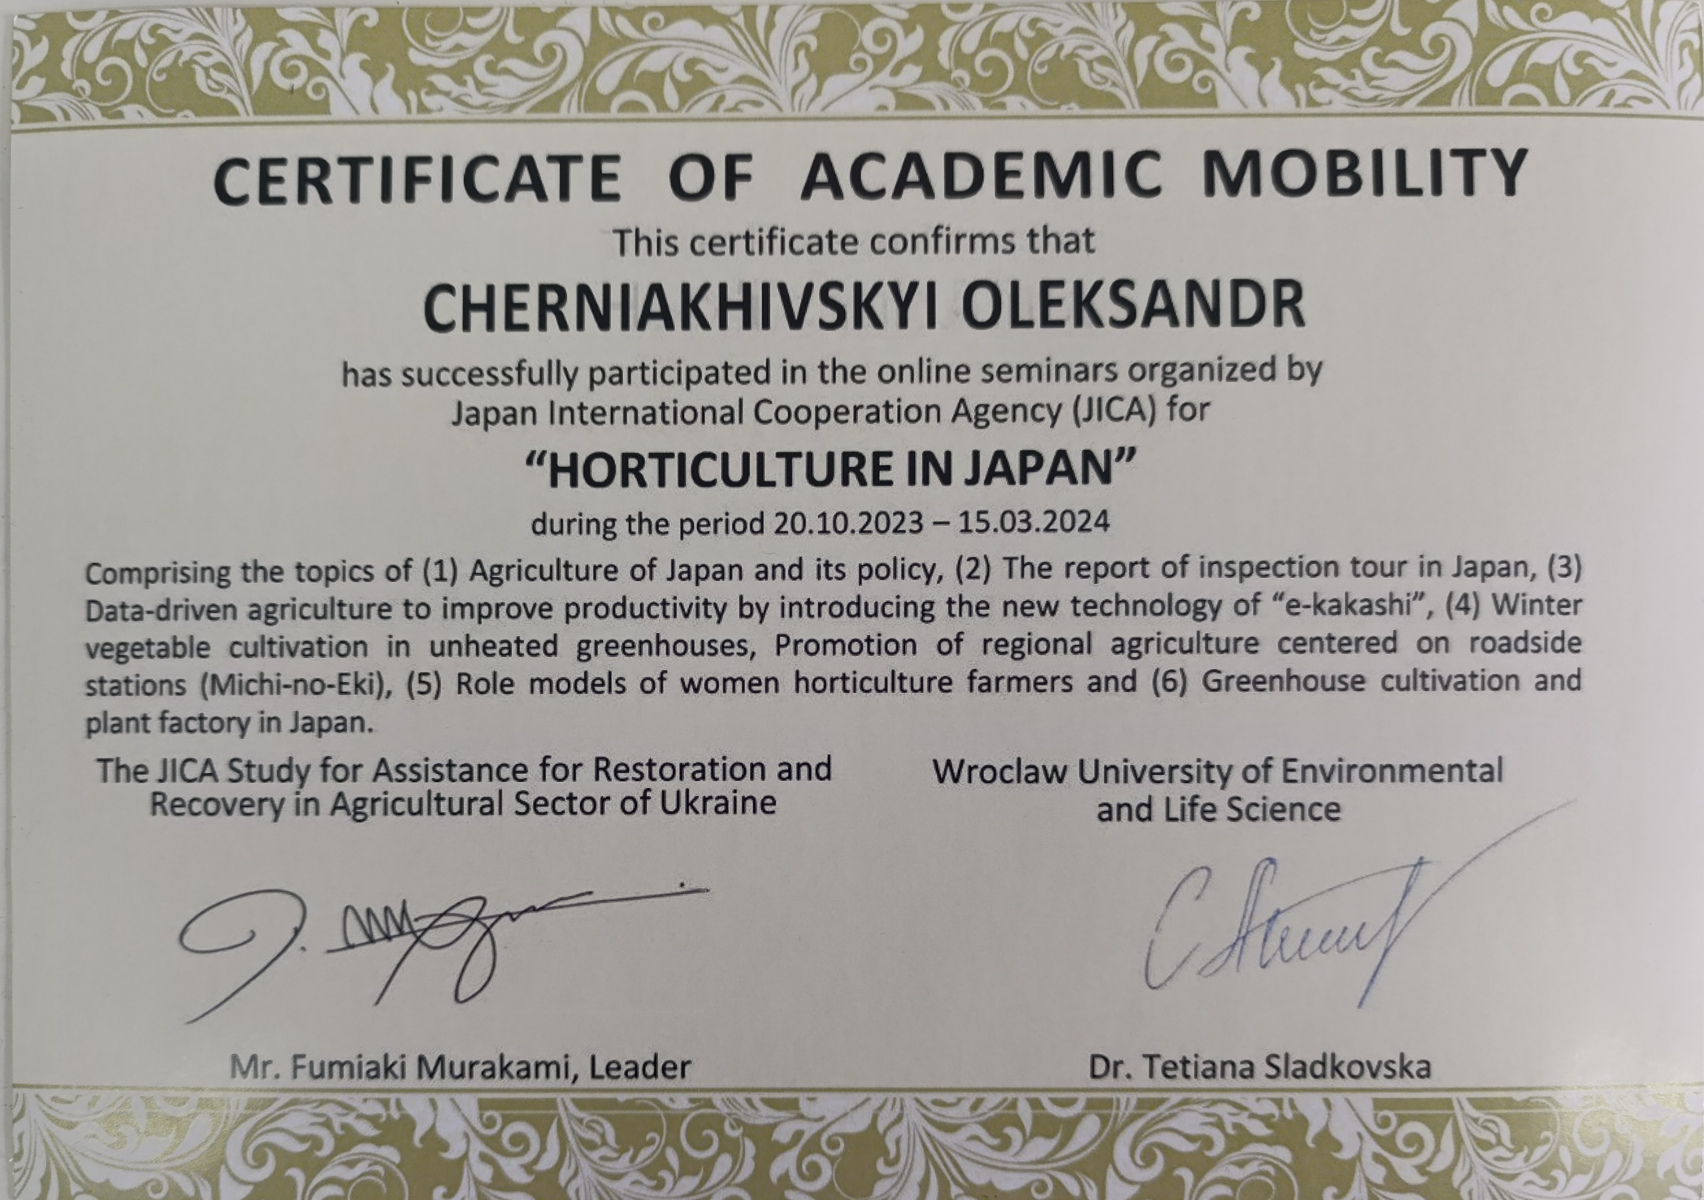 CERTIFICATE OF ACADEMIC MOBILITY
This certificate confirms that
CHERNIAKHIVSKYI OLEKSANDR
has successfully participated in the online seminars organized by
Japan International Cooperation Agency (JICA) for
“HORTICULTURE IN JAPAN”
during the period 20.10.2023 – 15.03.2024
Comprising the topics of (1) Agriculture of Japan and its policy, (2) The report of inspection tour in Japan, (3)
Data-driven agriculture to improve productivity by introducing the new technology of “e-kakashi”, (4) Winter
vegetable cultivation in unheated greenhouses, Promotion of regional agriculture centered on roadside
stations (Michi-no-Eki), (5) Role models of women horticulture farmers and (6) Greenhouse cultivation and
plant factory in Japan.
The JICA Study for Assistance for Restoration and
Recovery in Agricultural Sector of Ukraine
Mr. Fumiaki Murakami, Leader
Wroclaw University of Environmental
and Life Science
Dr. Tetiana Sladkovska